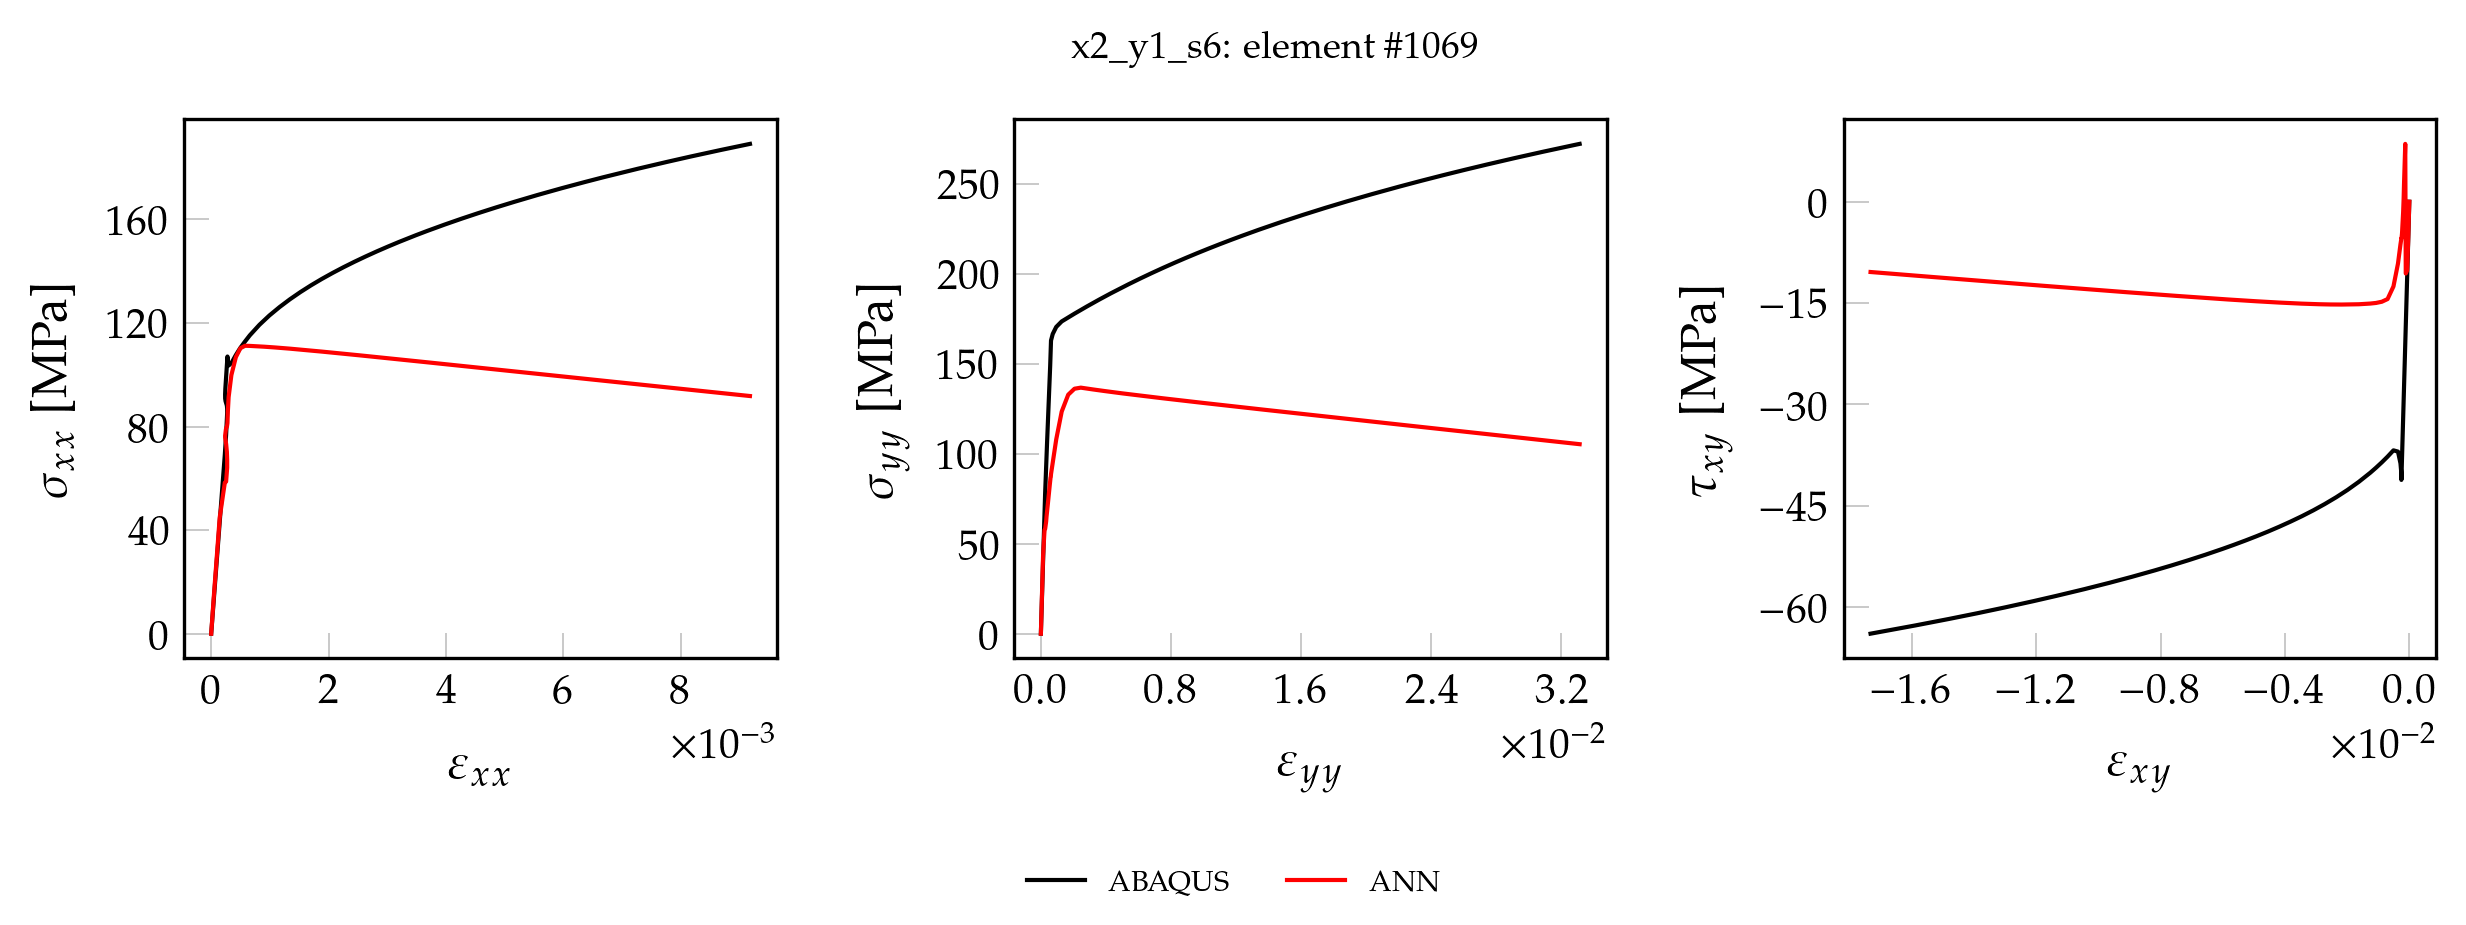 x2_y1_s6: element #1069
σxx [MPa]
160
120
80
40
0
0 2 4 6 8
×10⁻³
εxx
σyy [MPa]
250
200
150
100
50
0
0.0 0.8 1.6 2.4 3.2
×10⁻²
εyy
τxy [MPa]
0
−15
−30
−45
−60
−1.6 −1.2 −0.8 −0.4 0.0
×10⁻²
εxy
ABAQUS ANN